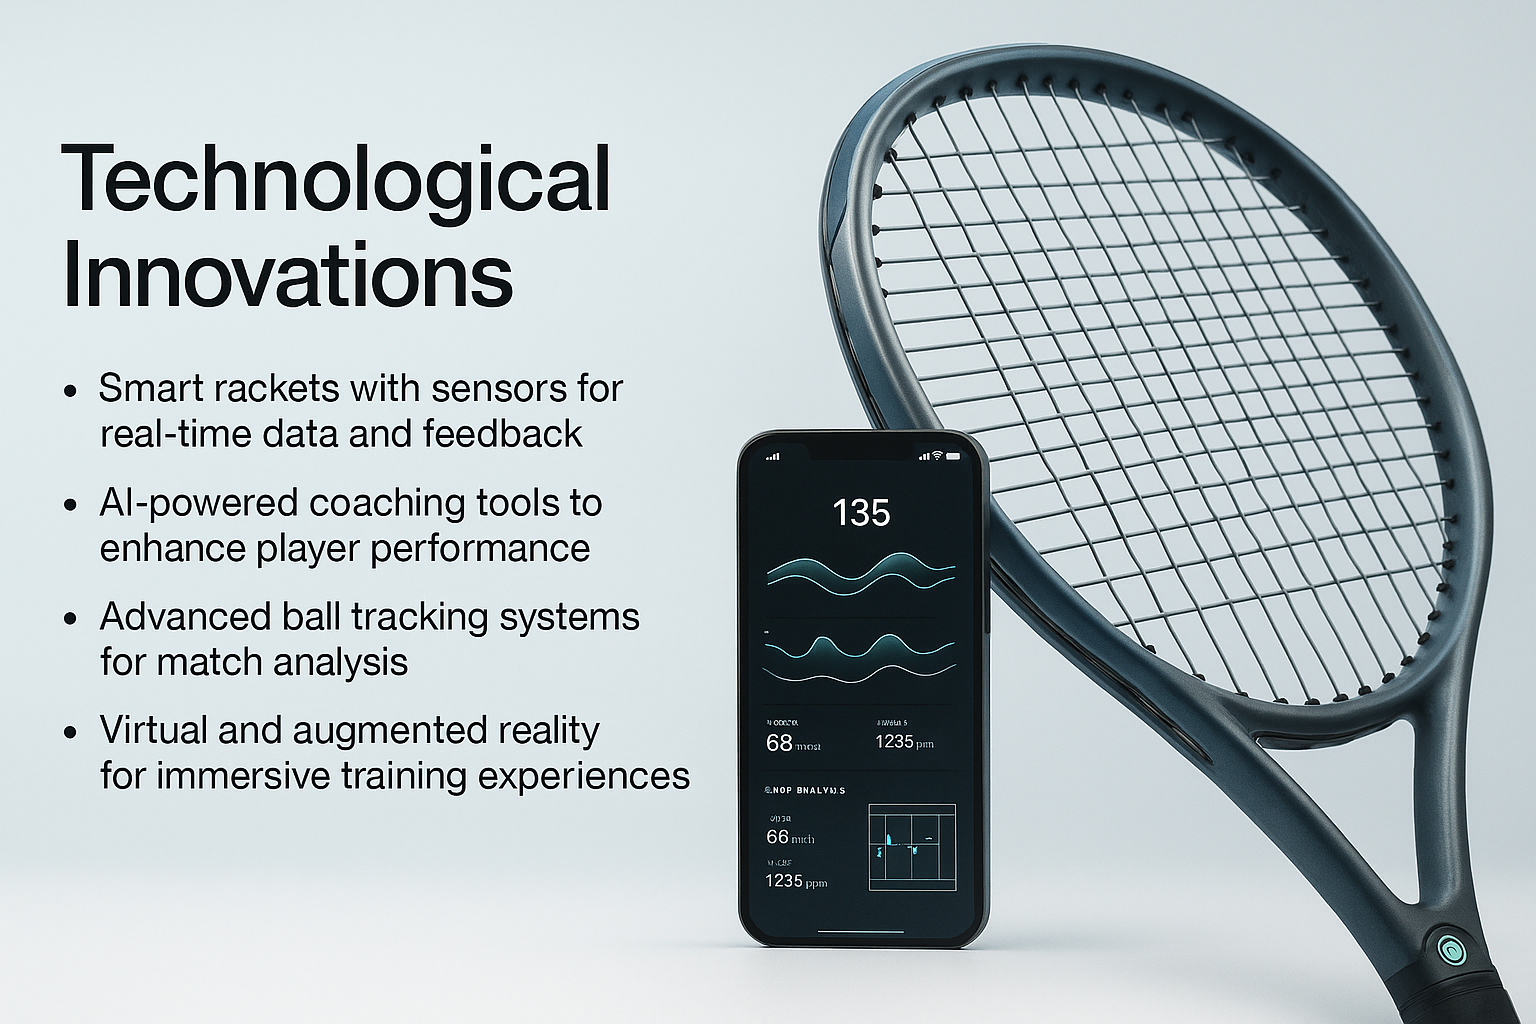 Technological
Innovations
• Smart rackets with sensors for
real-time data and feedback
• AI-powered coaching tools to
enhance player performance
• Advanced ball tracking systems
for match analysis
• Virtual and augmented reality
for immersive training experiences
135
68
1235
66
1235 ppm